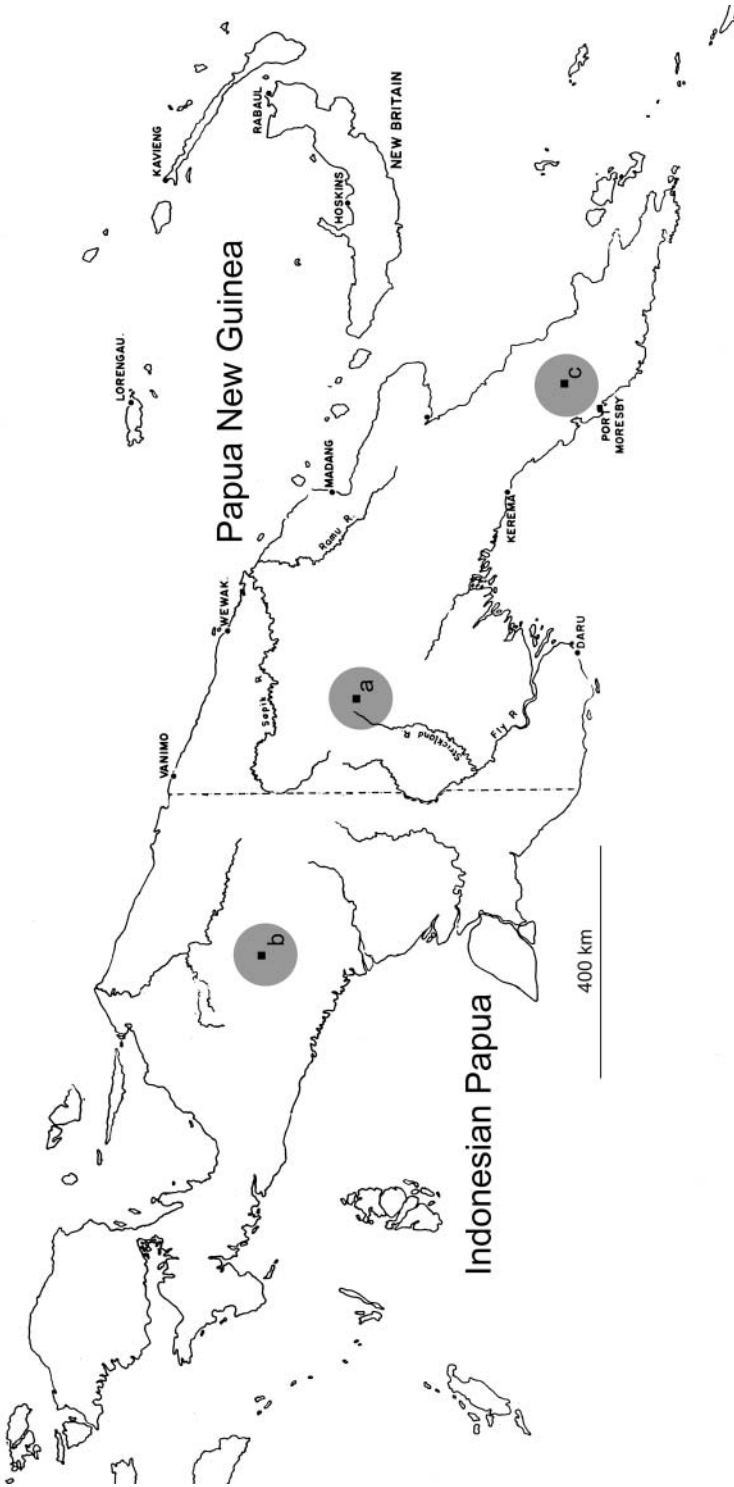 KAVIENG
RABAUL
NEW BRITAIN
HOSKINS
LORENGAU.
Papua New Guinea
MADANG
Ramu R.
WEWAK.
Sepik R
VANIMO
a
Strickland
R.
Fly R
DARU
KEREMA
PORT
MORESBY
c
b
Indonesian Papua
400 km